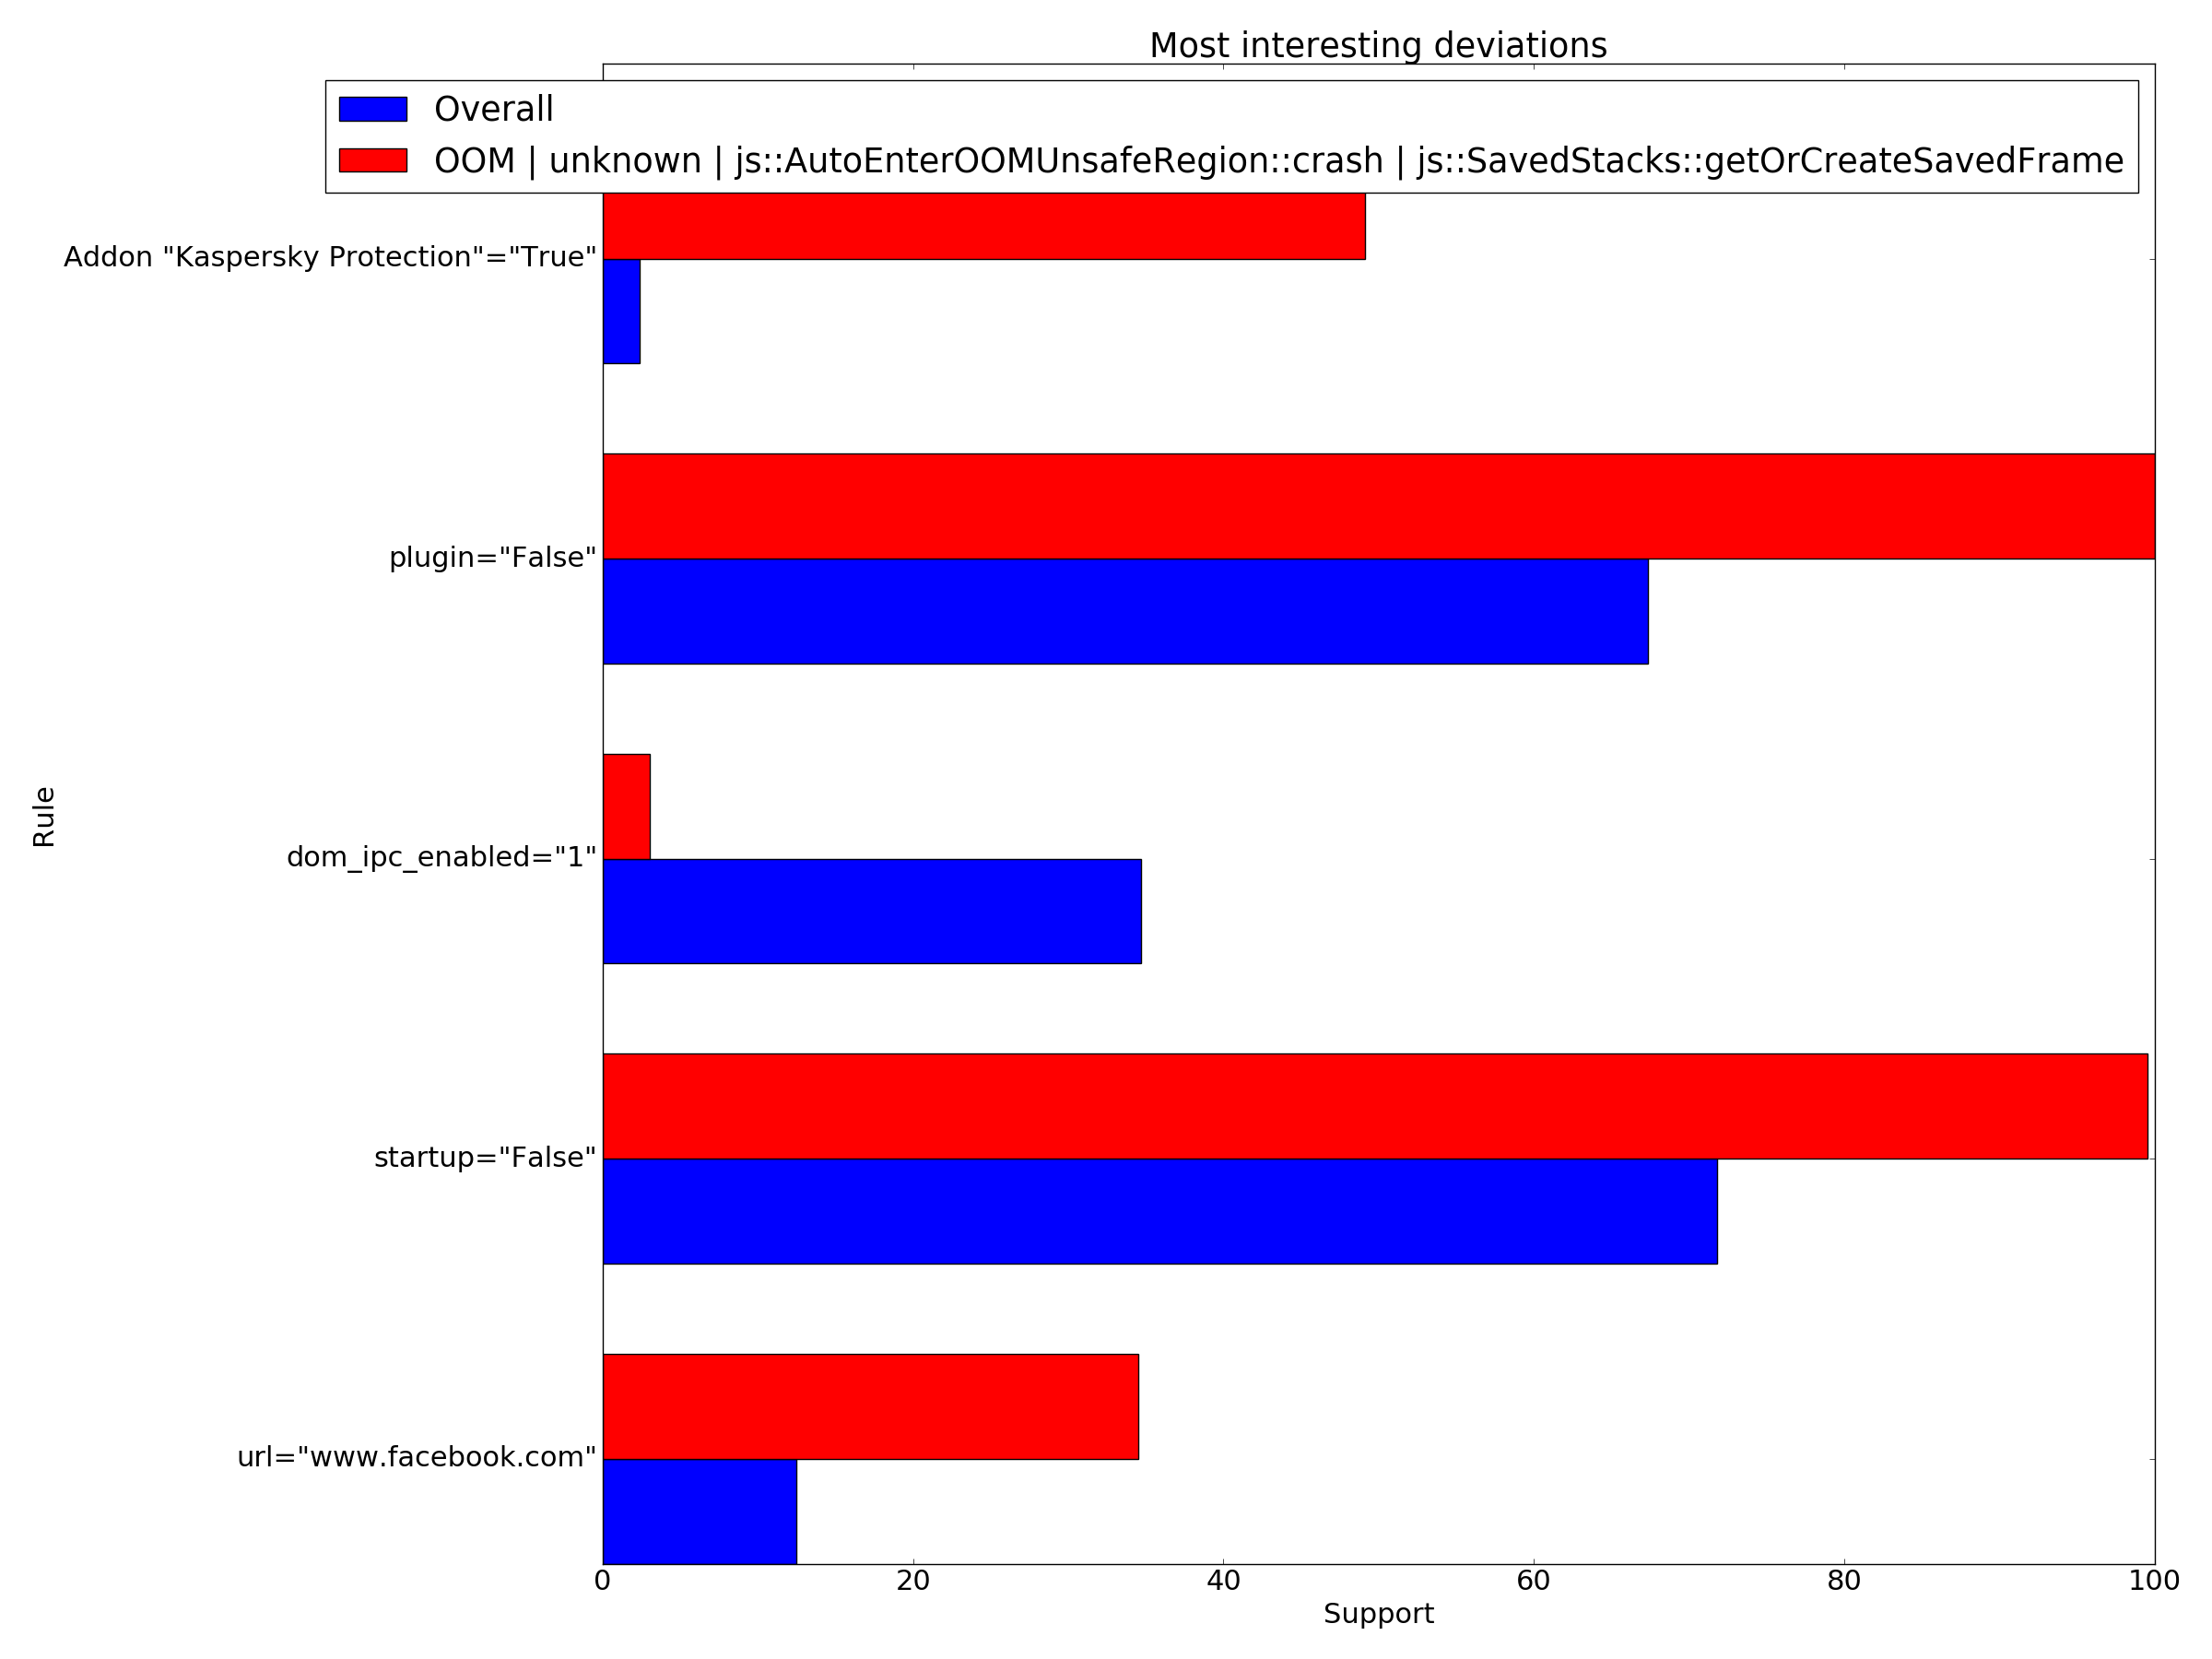 Most interesting deviations
Overall
OOM | unknown | js::AutoEnterOOMUnsafeRegion::crash | js::SavedStacks::getOrCreateSavedFrame
Addon "Kaspersky Protection"="True"
plugin="False"
dom_ipc_enabled="1"
startup="False"
url="www.facebook.com"
Rule
0 20 40 60 80 100
Support